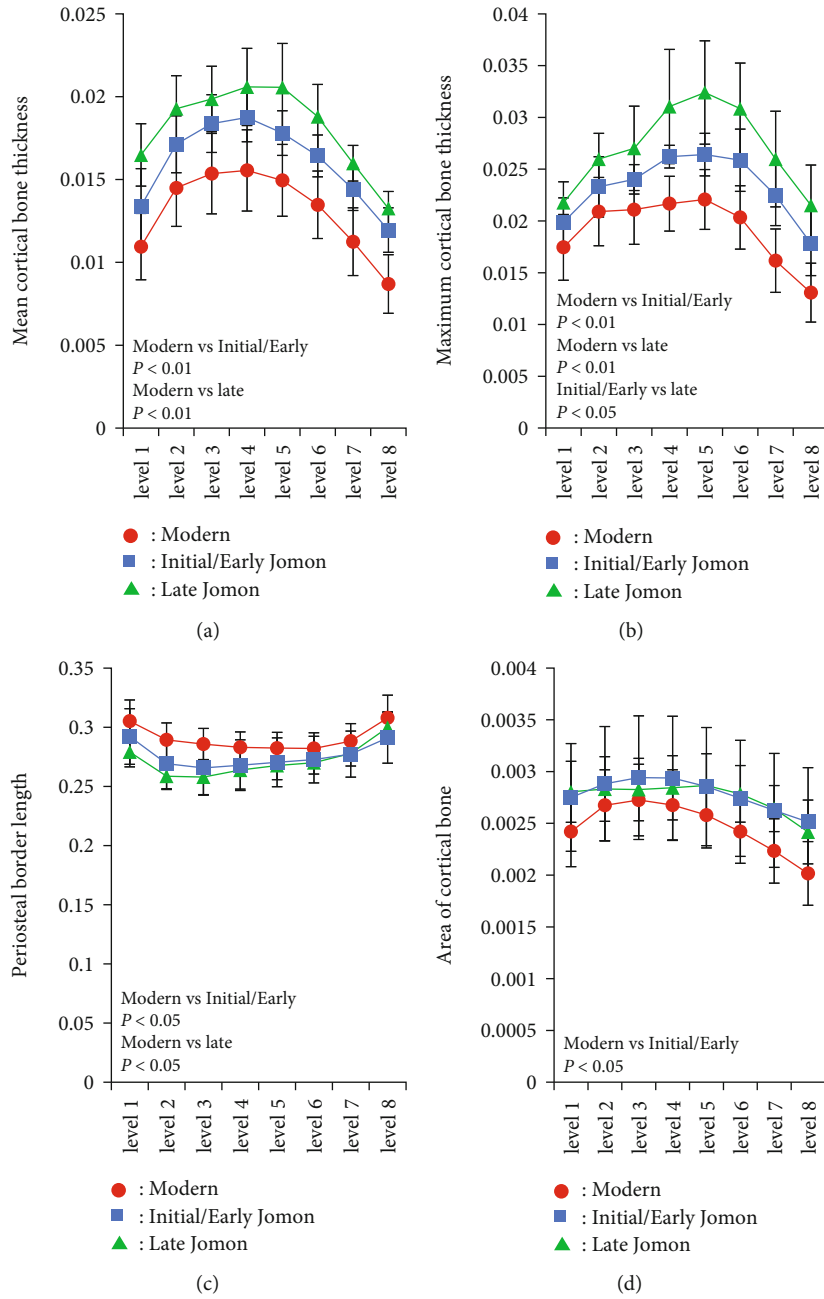 0.025
0.02
0.015
0.01
0.005
0
Mean cortical bone thickness
Modern vs Initial/Early
P < 0.01
Modern vs late
P < 0.01
level 1
level 2
level 3
level 4
level 5
level 6
level 7
level 8
: Modern
: Initial/Early Jomon
: Late Jomon
(a)
0.04
0.035
0.03
0.025
0.02
0.015
0.01
0.005
0
Maximum cortical bone thickness
Modern vs Initial/Early
P < 0.01
Modern vs late
P < 0.01
Initial/Early vs late
P < 0.05
level 1
level 2
level 3
level 4
level 5
level 6
level 7
level 8
: Modern
: Initial/Early Jomon
: Late Jomon
(b)
0.35
0.3
0.25
0.2
0.15
0.1
0.05
0
Periosteal border length
Modern vs Initial/Early
P < 0.05
Modern vs late
P < 0.05
level 1
level 2
level 3
level 4
level 5
level 6
level 7
level 8
: Modern
: Initial/Early Jomon
: Late Jomon
(c)
0.004
0.0035
0.003
0.0025
0.002
0.0015
0.001
0.0005
0
Area of cortical bone
Modern vs Initial/Early
P < 0.05
level 1
level 2
level 3
level 4
level 5
level 6
level 7
level 8
: Modern
: Initial/Early Jomon
: Late Jomon
(d)